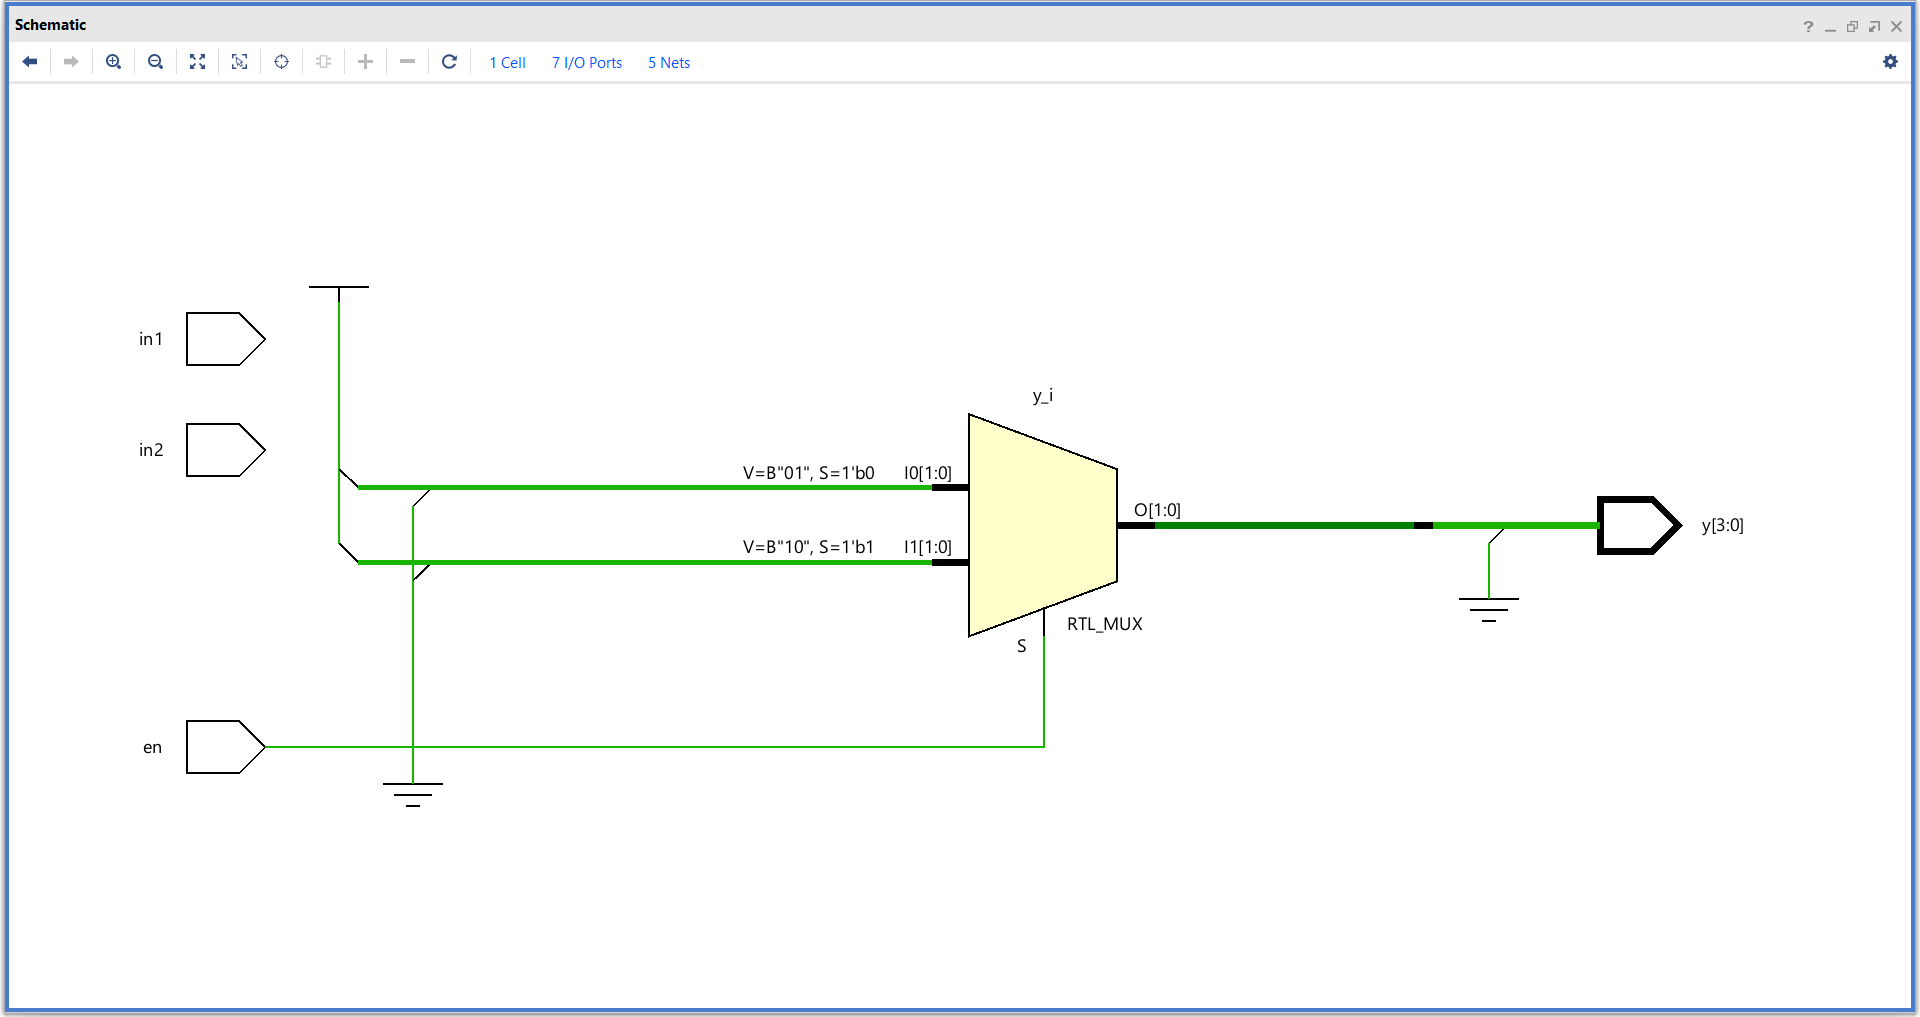 Schematic
1 Cell 7 I/O Ports 5 Nets
in1
in2
y_i
V=B"01", S=1'b0 I0[1:0]
O[1:0]
y[3:0]
V=B"10", S=1'b1 I1[1:0]
RTL_MUX
S
en